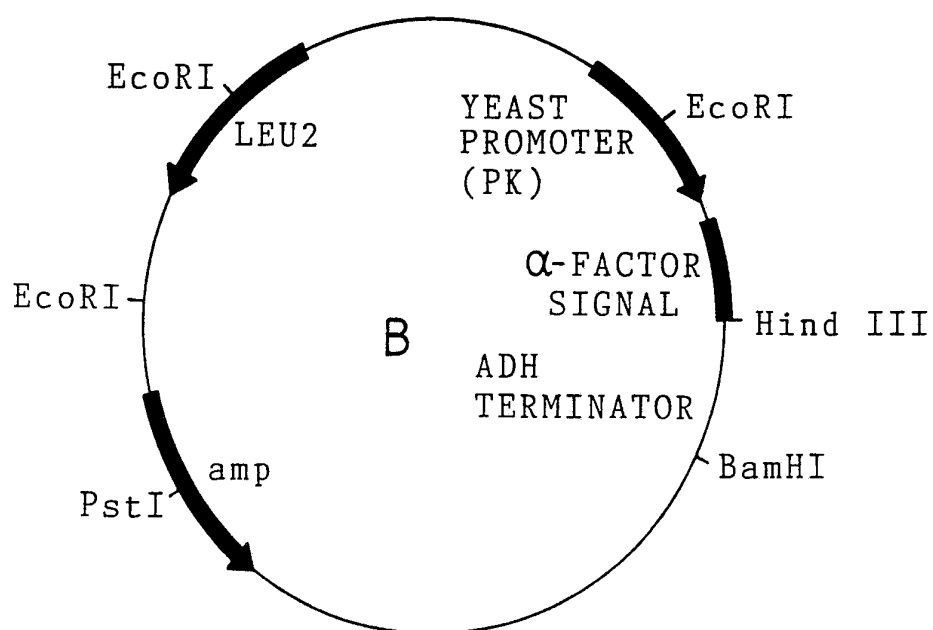 EcoRI
LEU2
YEAST
PROMOTER
(PK)
EcoRI
α-FACTOR
SIGNAL
EcoRI
Hind III
B
ADH
TERMINATOR
BamHI
amp
PstI